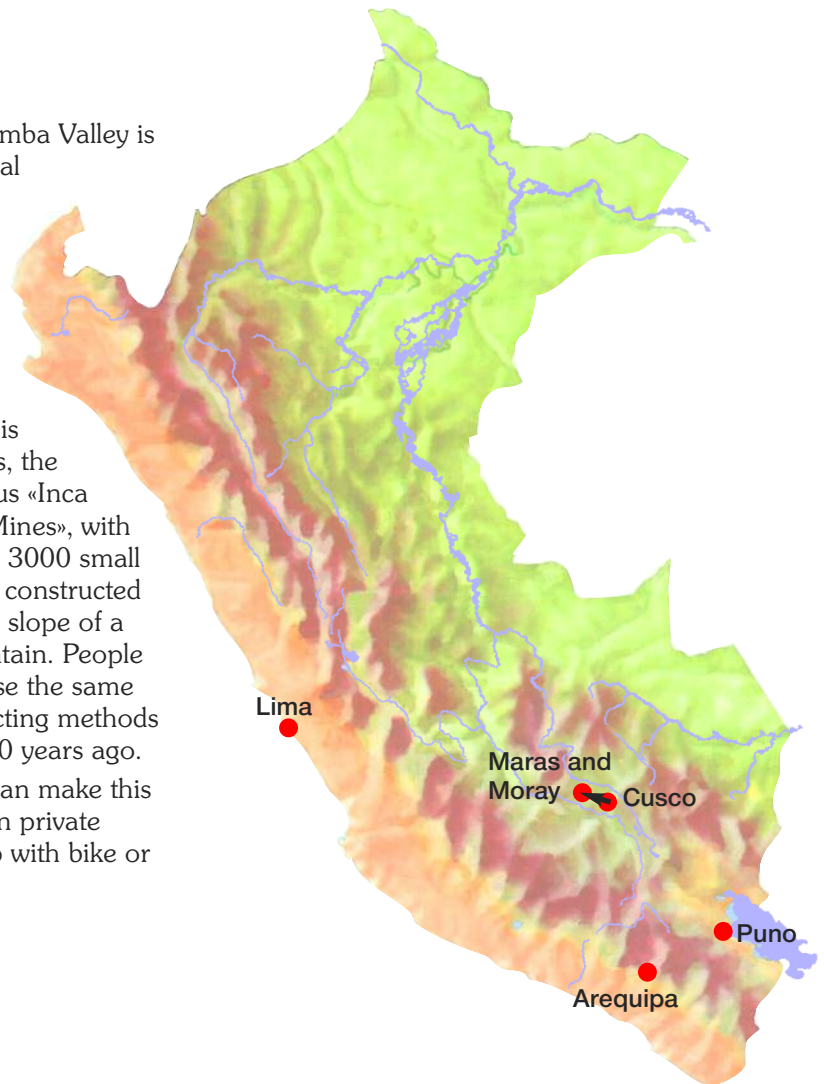 mba Valley is
al
is
s, the
us «Inca
Mines», with
3000 small
constructed
slope of a
tain. People
se the same
cting methods
0 years ago.
an make this
n private
o with bike or
Lima
Maras and
Moray
Cusco
Puno
Arequipa